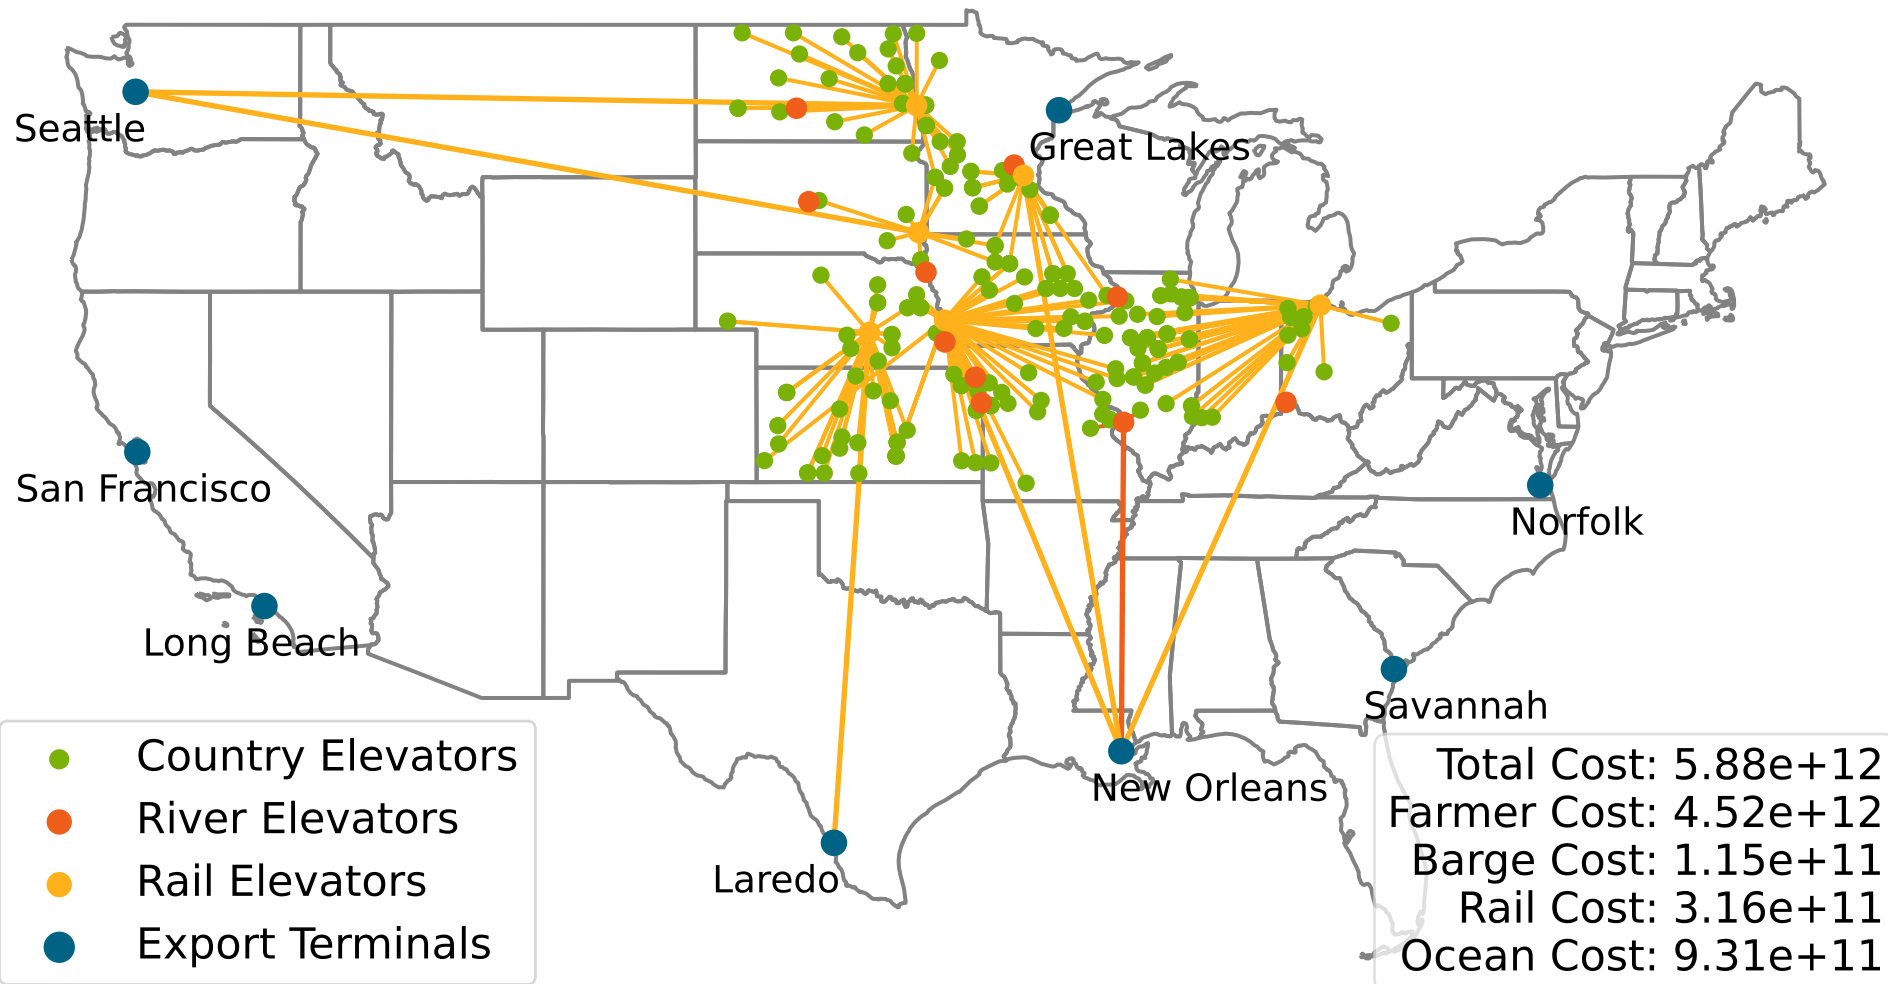 Seattle
Great Lakes
San Francisco
Norfolk
Long Beach
Savannah
New Orleans
Laredo
Country Elevators
River Elevators
Rail Elevators
Export Terminals
Total Cost: 5.88e+12
Farmer Cost: 4.52e+12
Barge Cost: 1.15e+11
Rail Cost: 3.16e+11
Ocean Cost: 9.31e+11